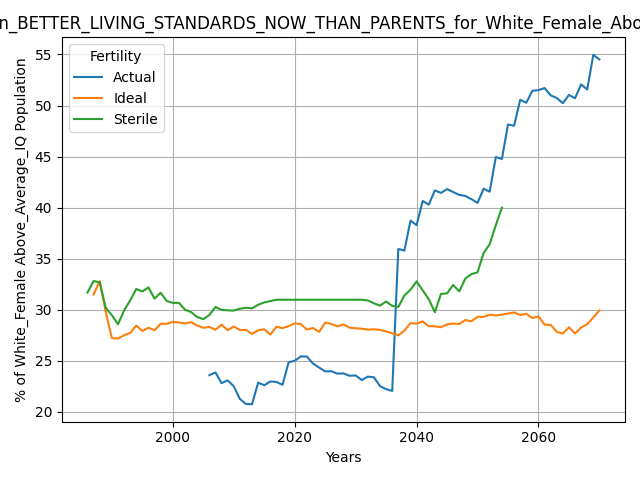 n_BETTER_LIVING_STANDARDS_NOW_THAN_PARENTS_for_White_Female_Abo
% of White_Female Above_Average_IQ Population
55
50
45
40
35
30
25
20
Fertility
Actual
Ideal
Sterile
2000
2020
2040
2060
Years